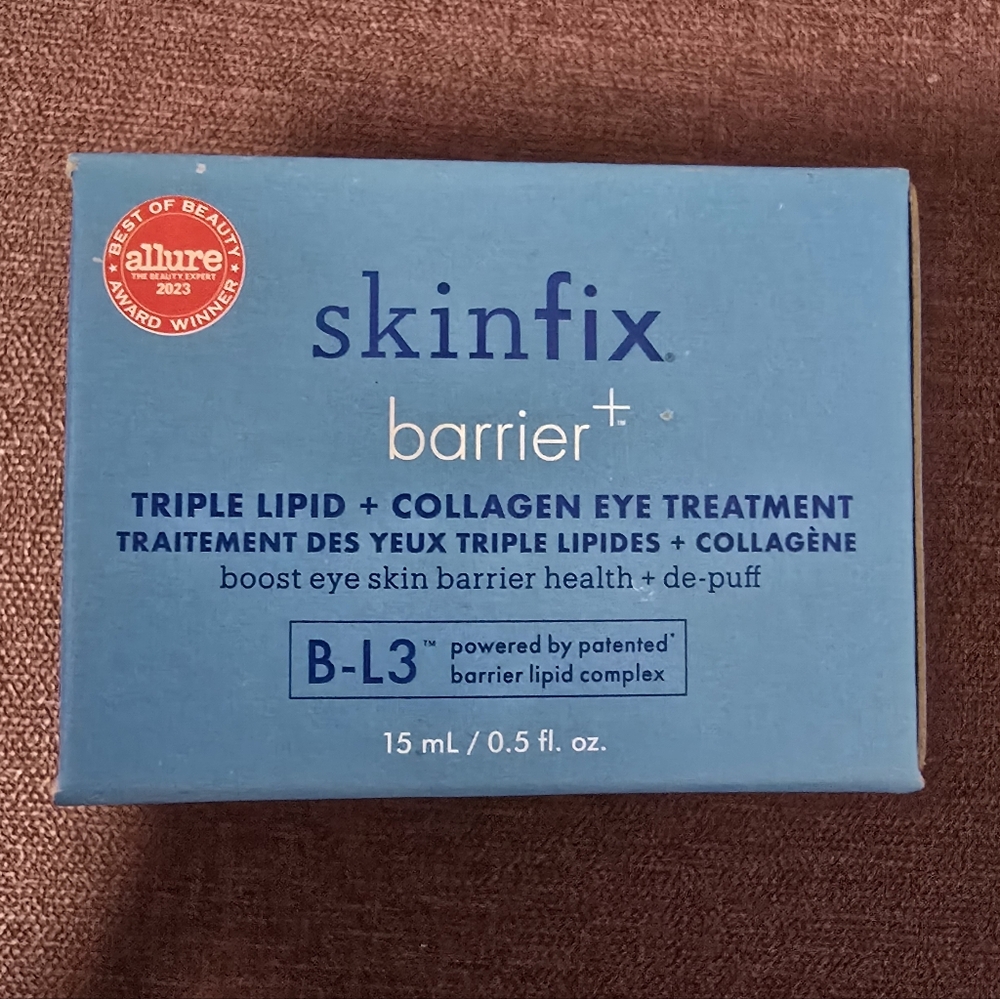 BEST OF BEAUTY
allure
THE BEAUTY EXPERT
2023
AWARD WINNER
skinfix®
barrier+™
TRIPLE LIPID + COLLAGEN EYE TREATMENT
TRAITEMENT DES YEUX TRIPLE LIPIDES + COLLAGÈNE
boost eye skin barrier health + de-puff
B-L3™ powered by patented*
barrier lipid complex
15 mL / 0.5 fl. oz.